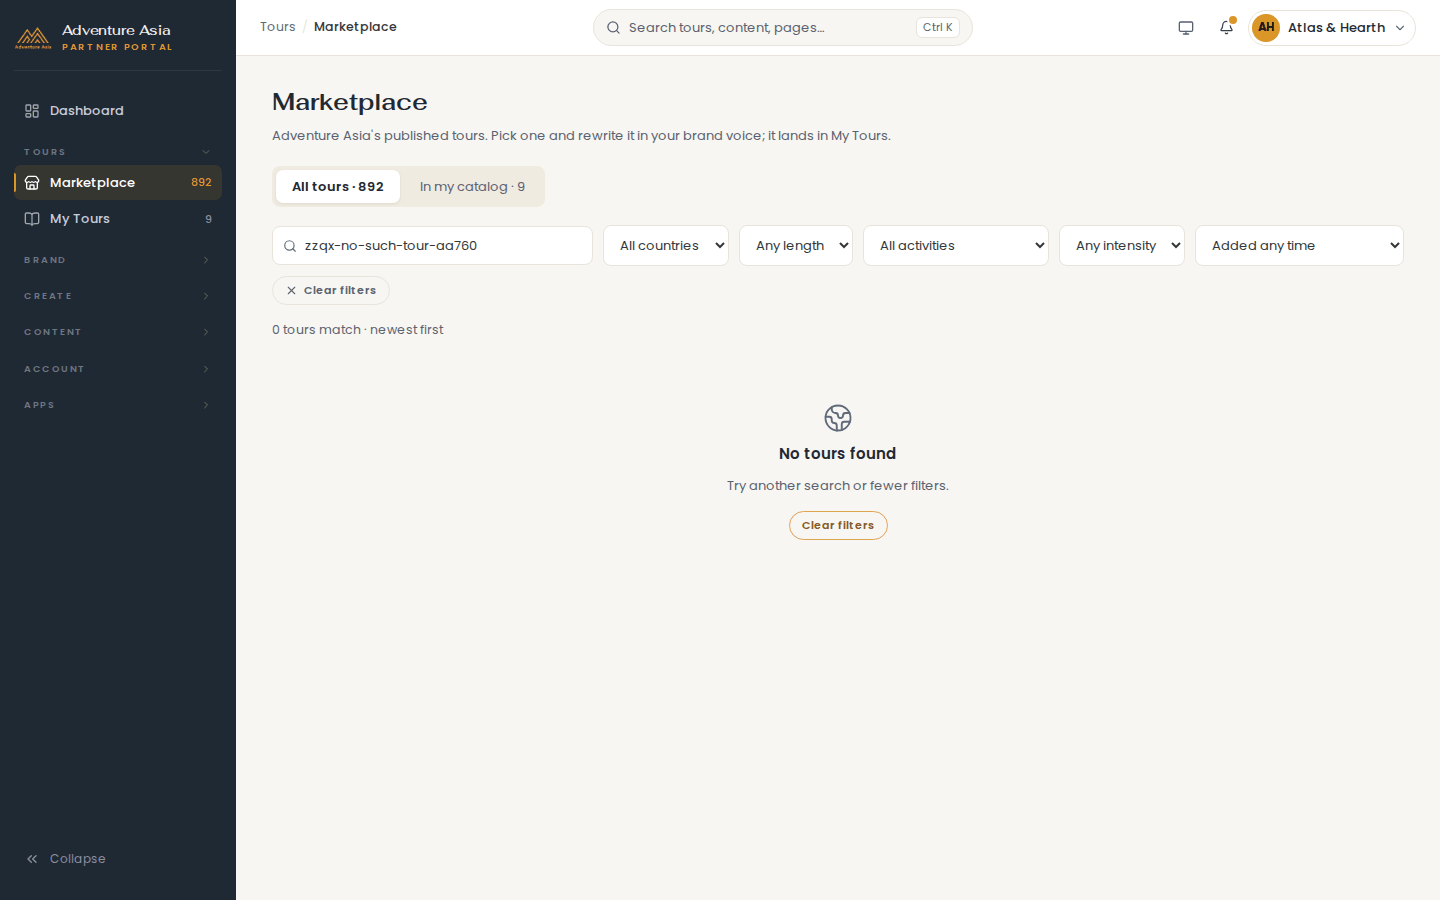 Adventure Asia
Adventure Asia
PARTNER PORTAL
Dashboard
TOURS
Marketplace 892
My Tours 9
BRAND
CREATE
CONTENT
ACCOUNT
APPS
Collapse
Tours / Marketplace
Search tours, content, pages... Ctrl K
AH Atlas & Hearth
Marketplace
Adventure Asia's published tours. Pick one and rewrite it in your brand voice; it lands in My Tours.
All tours · 892 In my catalog · 9
zzqx-no-such-tour-aa760 All countries Any length All activities Any intensity Added any time
Clear filters
0 tours match · newest first
No tours found
Try another search or fewer filters.
Clear filters